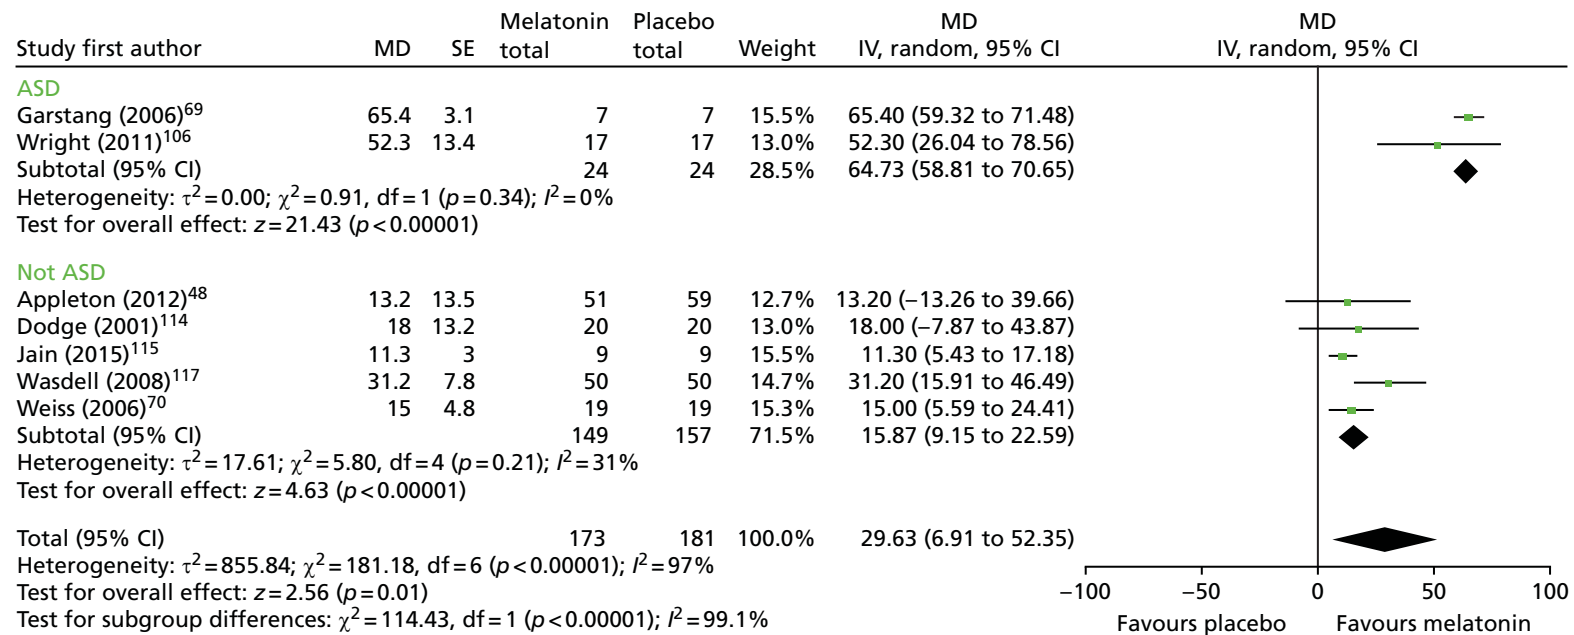 Melatonin Placebo MD MD
Study first author MD SE total total Weight IV, random, 95% CI IV, random, 95% CI
ASD
Garstang (2006)69 65.4 3.1 7 7 15.5% 65.40 (59.32 to 71.48)
Wright (2011)106 52.3 13.4 17 17 13.0% 52.30 (26.04 to 78.56)
Subtotal (95% CI) 24 24 28.5% 64.73 (58.81 to 70.65)
Heterogeneity: τ2=0.00; χ2=0.91, df=1 (p=0.34); I2=0%
Test for overall effect: z=21.43 (p<0.00001)
Not ASD
Appleton (2012)48 13.2 13.5 51 59 12.7% 13.20 (−13.26 to 39.66)
Dodge (2001)114 18 13.2 20 20 13.0% 18.00 (−7.87 to 43.87)
Jain (2015)115 11.3 3 9 9 15.5% 11.30 (5.43 to 17.18)
Wasdell (2008)117 31.2 7.8 50 50 14.7% 31.20 (15.91 to 46.49)
Weiss (2006)70 15 4.8 19 19 15.3% 15.00 (5.59 to 24.41)
Subtotal (95% CI) 149 157 71.5% 15.87 (9.15 to 22.59)
Heterogeneity: τ2=17.61; χ2=5.80, df=4 (p=0.21); I2=31%
Test for overall effect: z=4.63 (p<0.00001)
Total (95% CI) 173 181 100.0% 29.63 (6.91 to 52.35)
Heterogeneity: τ2=855.84; χ2=181.18, df=6 (p<0.00001); I2=97%
Test for overall effect: z=2.56 (p=0.01)
Test for subgroup differences: χ2=114.43, df=1 (p<0.00001); I2=99.1%
−100 −50 0 50 100
Favours placebo Favours melatonin